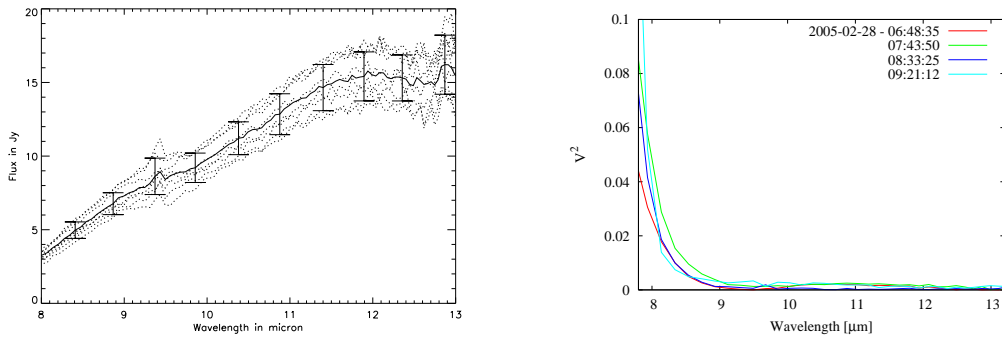 20
15
10
5
0
Flux in Jy
8 9 10 11 12 13
Wavelength in micron
0.1
0.08
0.06
0.04
0.02
0
V²
2005-02-28 - 06:48:35
07:43:50
08:33:25
09:21:12
8 9 10 11 12 13
Wavelength [μm]